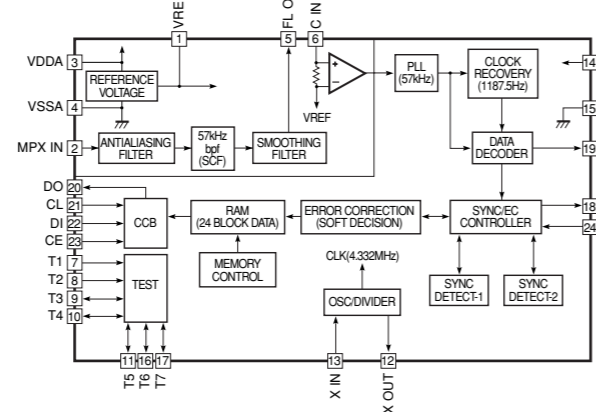 VRE
FL O
C IN
1
5
6
VDDA 3
14
REFERENCE
VOLTAGE
+
−
PLL
(57kHz)
CLOCK
RECOVERY
(1187.5Hz)
VSSA 4
15
VREF
MPX IN 2
ANTIALIASING
FILTER
57kHz
bpf
(SCF)
SMOOTHING
FILTER
DATA
DECODER
19
DO 20
CL 21
DI 22
CE 23
CCB
RAM
(24 BLOCK DATA)
ERROR CORRECTION
(SOFT DECISION)
SYNC/EC
CONTROLLER
18
24
T1 7
T2 8
T3 9
T4 10
TEST
MEMORY
CONTROL
CLK(4.332MHz)
OSC/DIVIDER
SYNC
DETECT-1
SYNC
DETECT-2
11
16
17
13
12
T5
T6
T7
X IN
X OUT